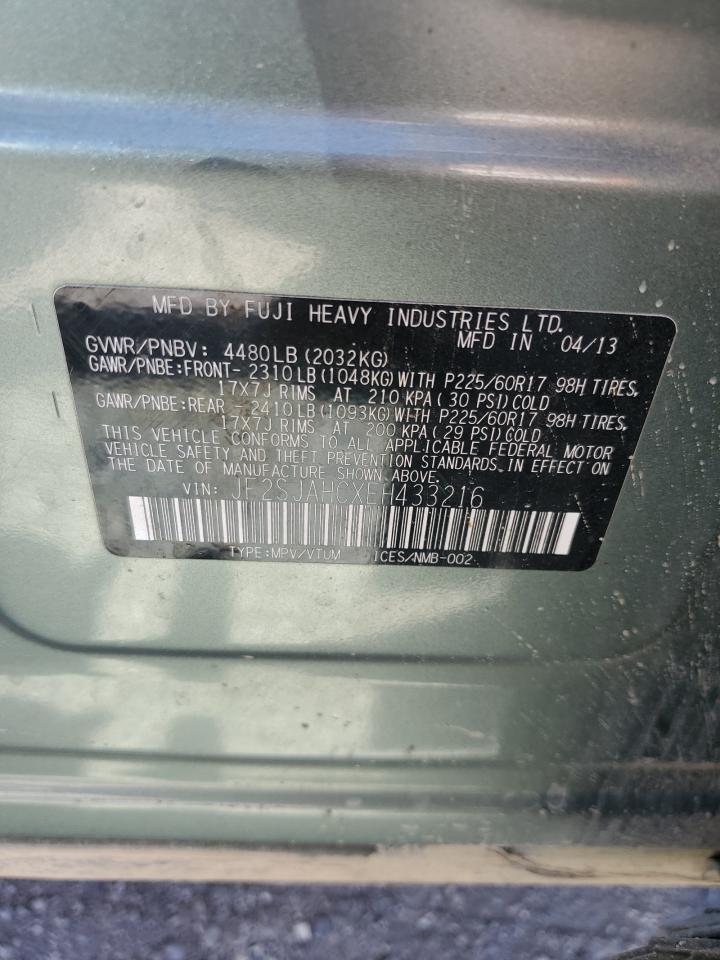 MFD BY FUJI HEAVY INDUSTRIES LTD.
MFD IN 04/13
GVWR/PNBV: 4480LB(2032KG)
GAWR/PNBE:FRONT- 2310LB(1048KG)WITH P225/60R17 98H TIRES,
17X7J RIMS AT 210 KPA(30 PSI)COLD
GAWR/PNBE:REAR -2410LB(1093KG)WITH P225/60R17 98H TIRES,
17X7J RIMS AT 200 KPA(29 PSI)COLD
THIS VEHICLE CONFORMS TO ALL APPLICABLE FEDERAL MOTOR
VEHICLE SAFETY AND THEFT PREVENTION STANDARDS IN EFFECT ON
THE DATE OF MANUFACTURE SHOWN ABOVE.
VIN: JF2SJAHCXEH433216
TYPE:MPV/VTUM ICES/NMB-002